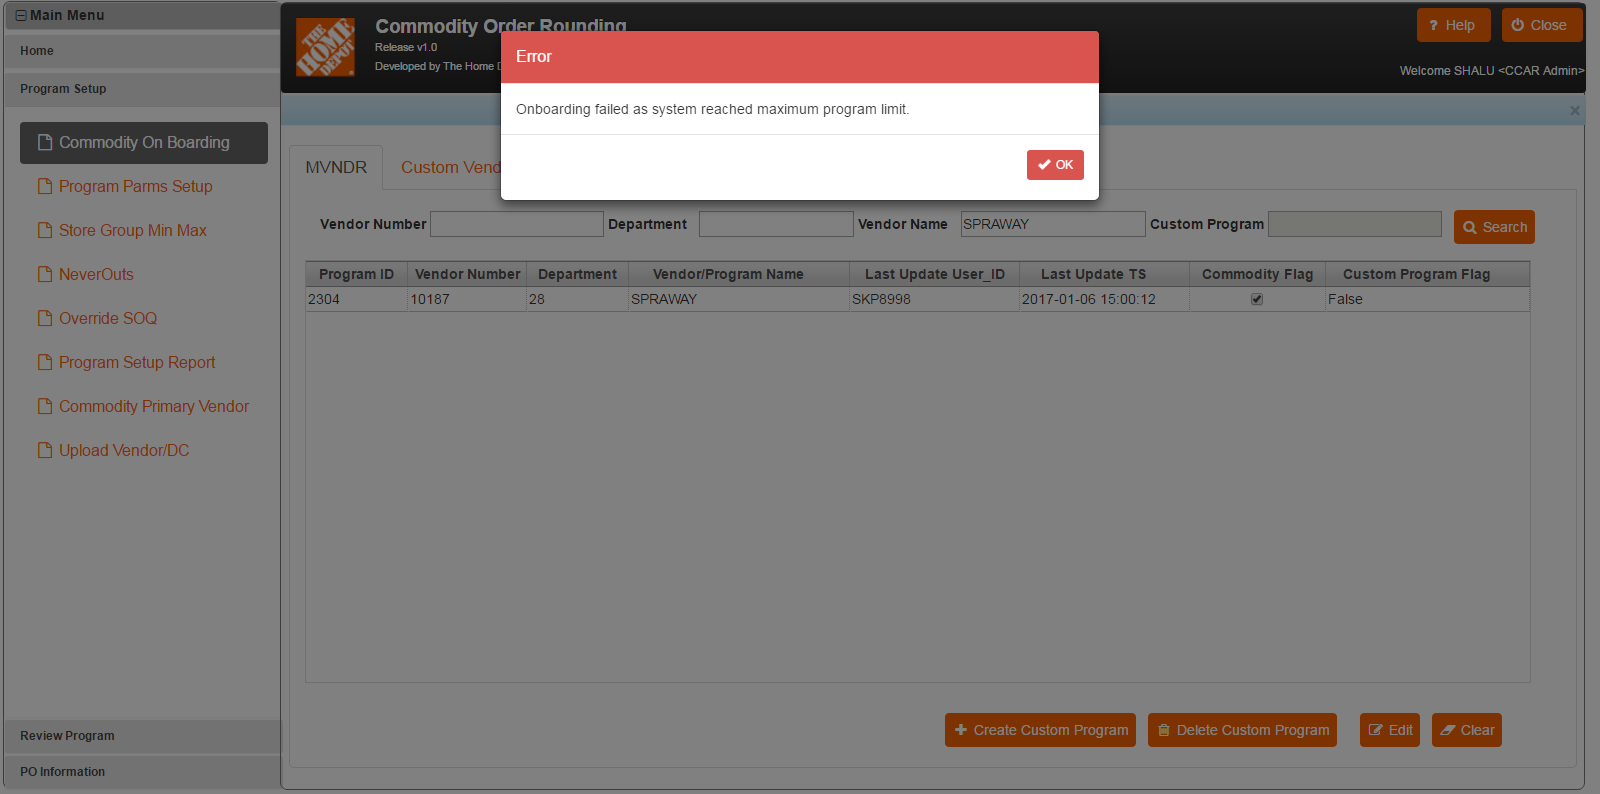 Main Menu
Home
Program Setup
Commodity On Boarding
Program Parms Setup
Store Group Min Max
NeverOuts
Override SOQ
Program Setup Report
Commodity Primary Vendor
Upload Vendor/DC
Review Program
PO Information
THE HOME DEPOT
Commodity Order Rounding
Release v1.0
Developed by The Home D
? Help
Close
Welcome SHALU <CCAR Admin>
×
Error
Onboarding failed as system reached maximum program limit.
OK
MVNDR Custom Vend
Vendor Number Department Vendor Name SPRAWAY Custom Program Search
Program ID Vendor Number Department Vendor/Program Name Last Update User_ID Last Update TS Commodity Flag Custom Program Flag
2304 10187 28 SPRAWAY SKP8998 2017-01-06 15:00:12 False
Create Custom Program Delete Custom Program Edit Clear